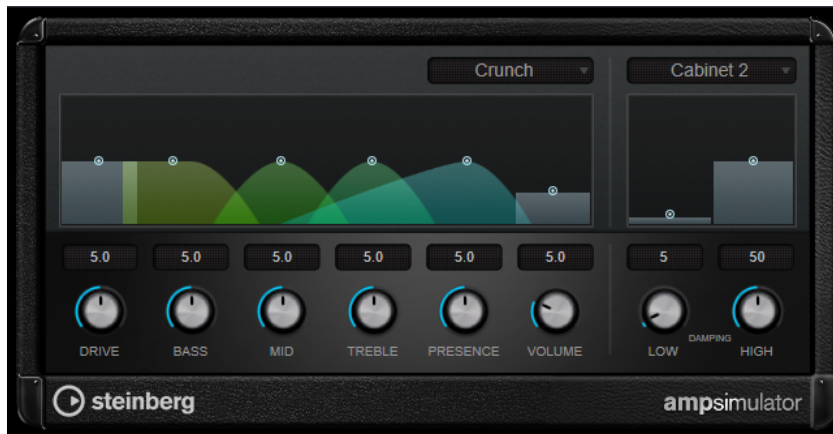 Crunch Cabinet 2
5.0 5.0 5.0 5.0 5.0 5.0 5 50
DRIVE BASS MID TREBLE PRESENCE VOLUME LOW DAMPING HIGH
steinberg ampsimulator